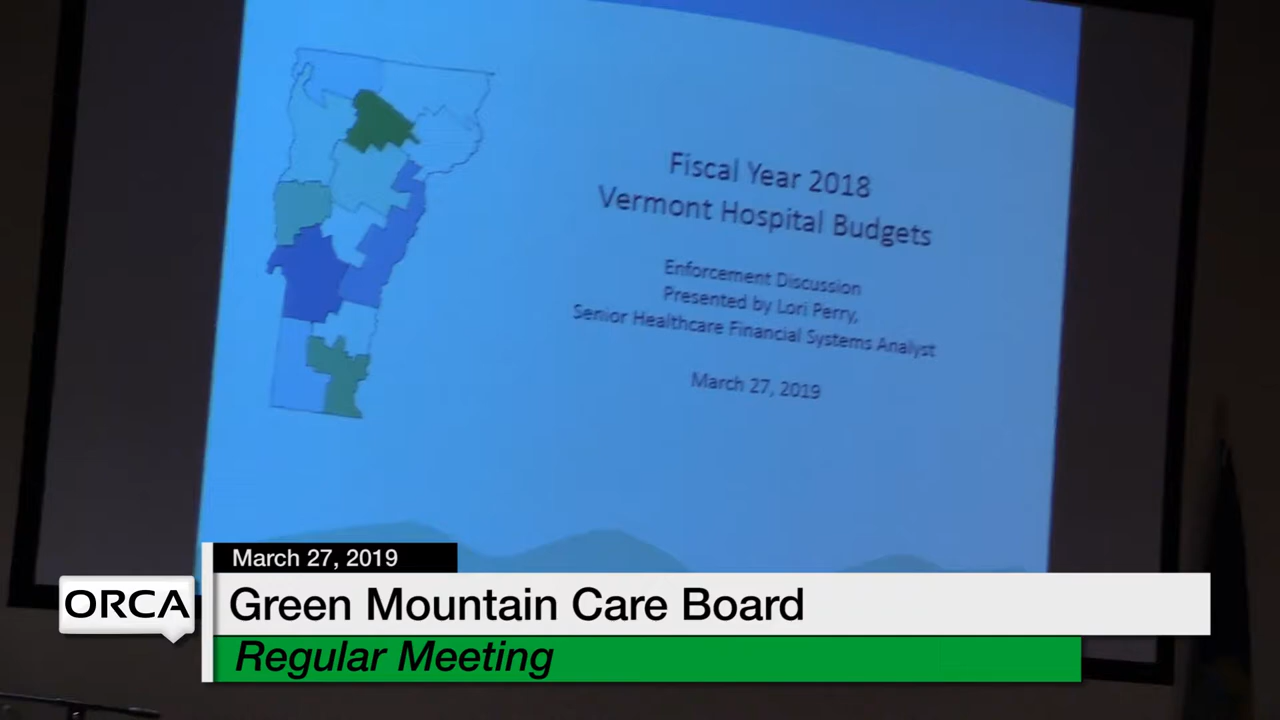 Fiscal Year 2018
Vermont Hospital Budgets
Enforcement Discussion
Presented by Lori Perry,
Senior Healthcare Financial Systems Analyst
March 27, 2019
March 27, 2019
ORCA
Green Mountain Care Board
Regular Meeting